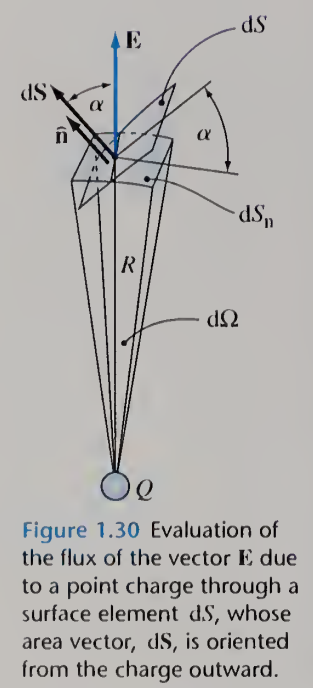 dS
E
dS
α
n̂
α
dSn
R
dΩ
Q
Figure 1.30 Evaluation of
the flux of the vector E due
to a point charge through a
surface element dS, whose
area vector, dS, is oriented
from the charge outward.